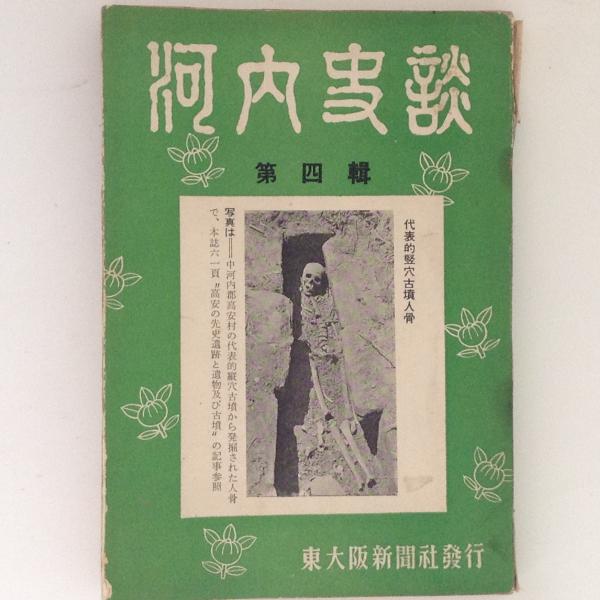 河内史談
第四輯
代表的竪穴古墳人骨
写真は――中河内郡高安村の代表的竪穴古墳から発掘された人骨
で、本誌六一頁〝高安の先史遺跡と遺物及び古墳〟の記事参照
東大阪新聞社發行